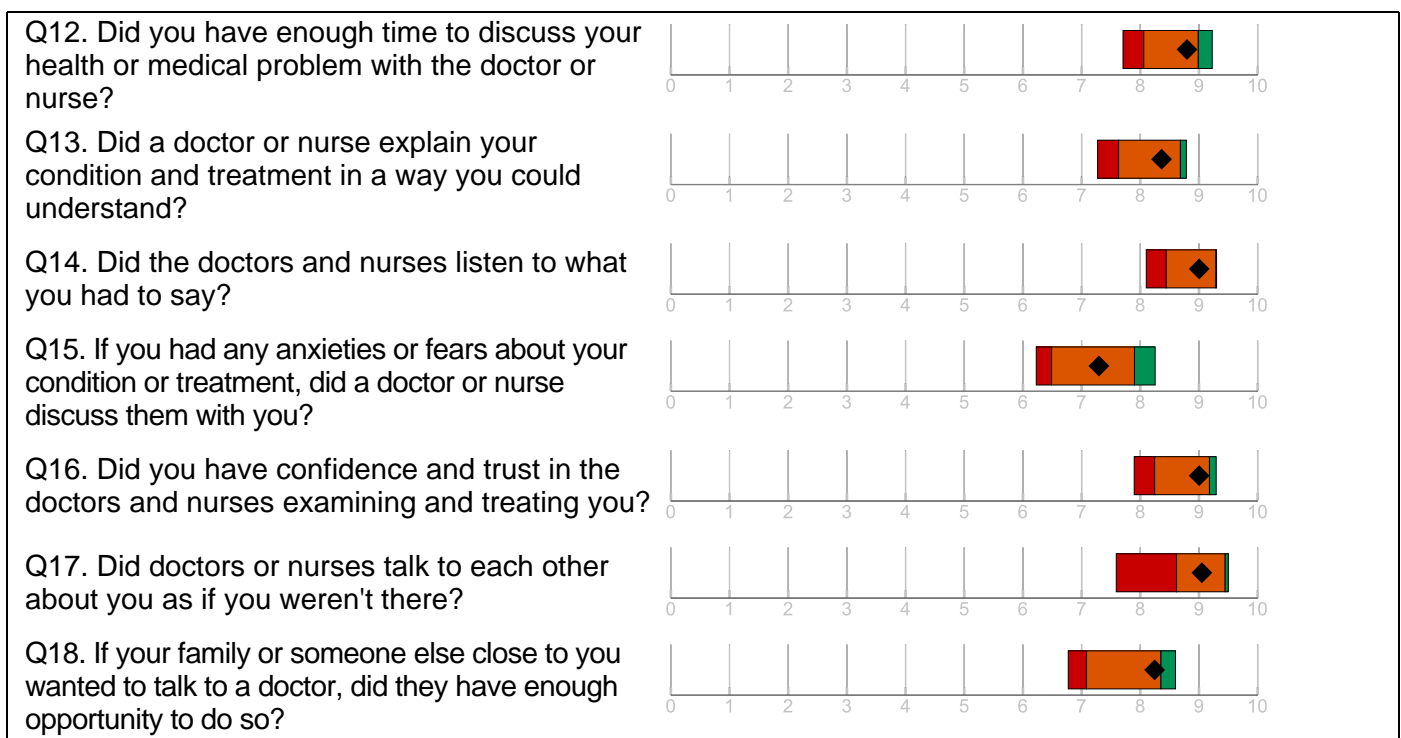 Q12. Did you have enough time to discuss your
health or medical problem with the doctor or
nurse?
0 1 2 3 4 5 6 7 8 9 10
Q13. Did a doctor or nurse explain your
condition and treatment in a way you could
understand?
0 1 2 3 4 5 6 7 8 9 10
Q14. Did the doctors and nurses listen to what
you had to say?
0 1 2 3 4 5 6 7 8 9 10
Q15. If you had any anxieties or fears about your
condition or treatment, did a doctor or nurse
discuss them with you?
0 1 2 3 4 5 6 7 8 9 10
Q16. Did you have confidence and trust in the
doctors and nurses examining and treating you?
0 1 2 3 4 5 6 7 8 9 10
Q17. Did doctors or nurses talk to each other
about you as if you weren't there?
0 1 2 3 4 5 6 7 8 9 10
Q18. If your family or someone else close to you
wanted to talk to a doctor, did they have enough
opportunity to do so?
0 1 2 3 4 5 6 7 8 9 10